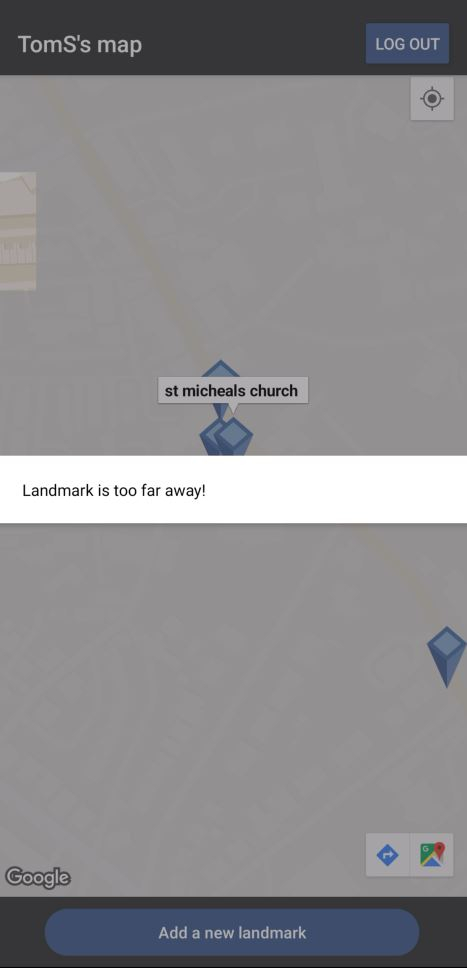 TomS's map
LOG OUT
st micheals church
Landmark is too far away!
Google
Add a new landmark